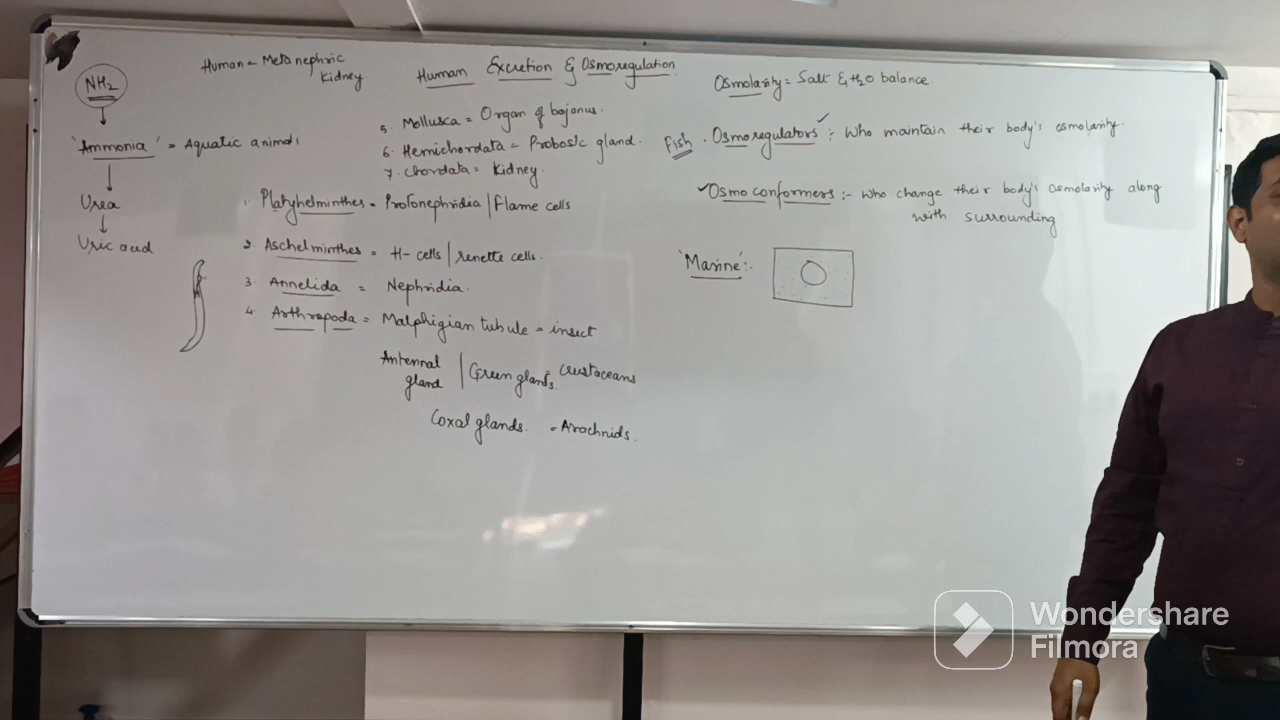 Human = Metanephric
Kidney
Human Excretion & Osmoregulation
NH2
'Ammonia' = Aquatic animals
Urea
Uric acid
5. Mollusca = Organ of bojanus.
6. Hemichordata = Probosic gland.
7. Chordata = Kidney.
1. Platyhelminthes = Protonephridia | Flame cells
2. Aschelminthes = H-cells | renette cells.
3. Annelida = Nephridia.
4. Arthrapoda = Malphigian tubule = insect
Antennal gland | Green glands = Crustaceans
Coxal glands. = Arachnids.
Osmolarity = Salt & H2O balance
Fish. Osmoregulators : Who maintain their body's osmolarity.
Osmo conformers :- Who change their body's osmolarity along
with surrounding
'Marine' :-
Wondershare
Filmora